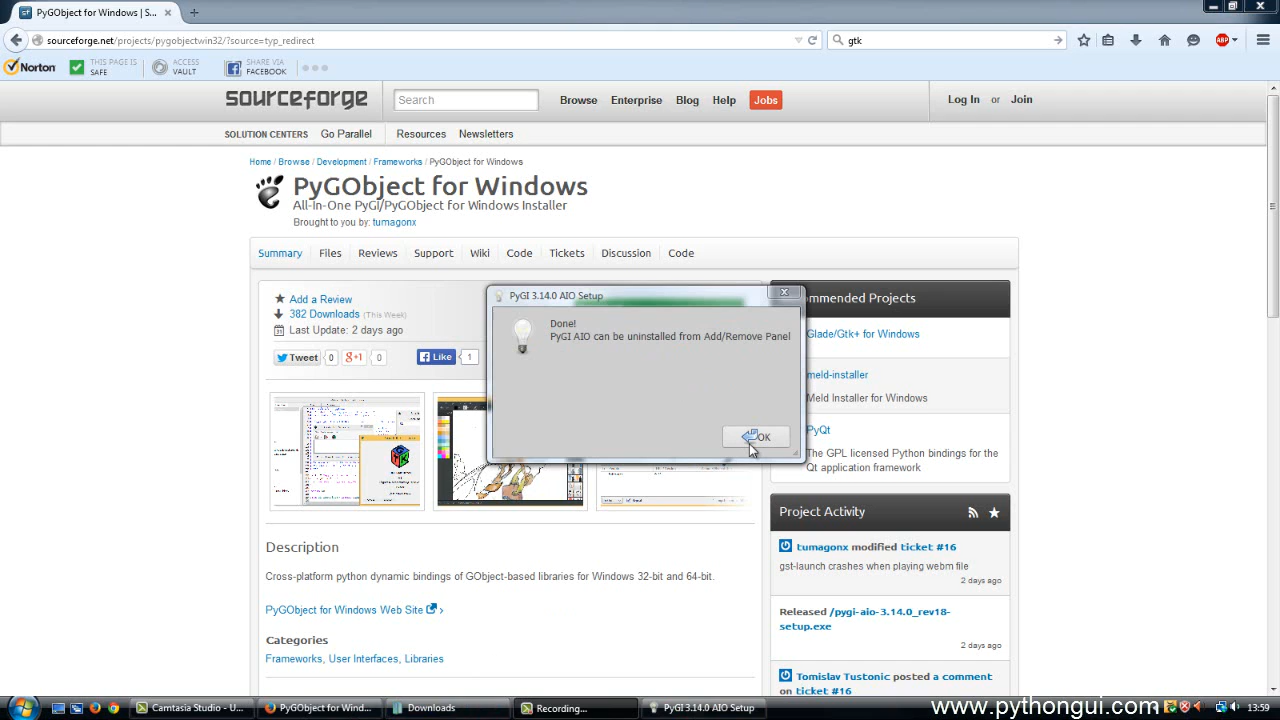 PyGObject for Windows | S...
sourceforge.net/projects/pygobjectwin32/?source=typ_redirect
gtk
ABP
Norton
THIS PAGE IS
SAFE
ACCESS
VAULT
SHARE VIA
FACEBOOK
sourceforge
Search
Browse
Enterprise
Blog
Help
Jobs
Log In or Join
SOLUTION CENTERS
Go Parallel
Resources
Newsletters
Home / Browse / Development / Frameworks / PyGObject for Windows
PyGObject for Windows
All-In-One PyGI/PyGObject for Windows Installer
Brought to you by: tumagonx
Summary
Files
Reviews
Support
Wiki
Code
Tickets
Discussion
Code
Add a Review
382 Downloads (This Week)
Last Update: 2 days ago
Tweet
0
g+1
0
Like
1
PyGI 3.14.0 AIO Setup
Done!
PyGI AIO can be uninstalled from Add/Remove Panel
OK
ommended Projects
Glade/Gtk+ for Windows
meld-installer
Meld Installer for Windows
PyQt
The GPL licensed Python bindings for the
Qt application framework
Project Activity
tumagonx modified ticket #16
gst-launch crashes when playing webm file
2 days ago
Released /pygi-aio-3.14.0_rev18-
setup.exe
2 days ago
Tomislav Tustonic posted a comment
on ticket #16
Description
Cross-platform python dynamic bindings of GObject-based libraries for Windows 32-bit and 64-bit.
PyGObject for Windows Web Site
Categories
Frameworks, User Interfaces, Libraries
Camtasia Studio - U...
PyGObject for Wind...
Downloads
Recording...
PyGI 3.14.0 AIO Setup
www.pythongui.com
13:59
13:59